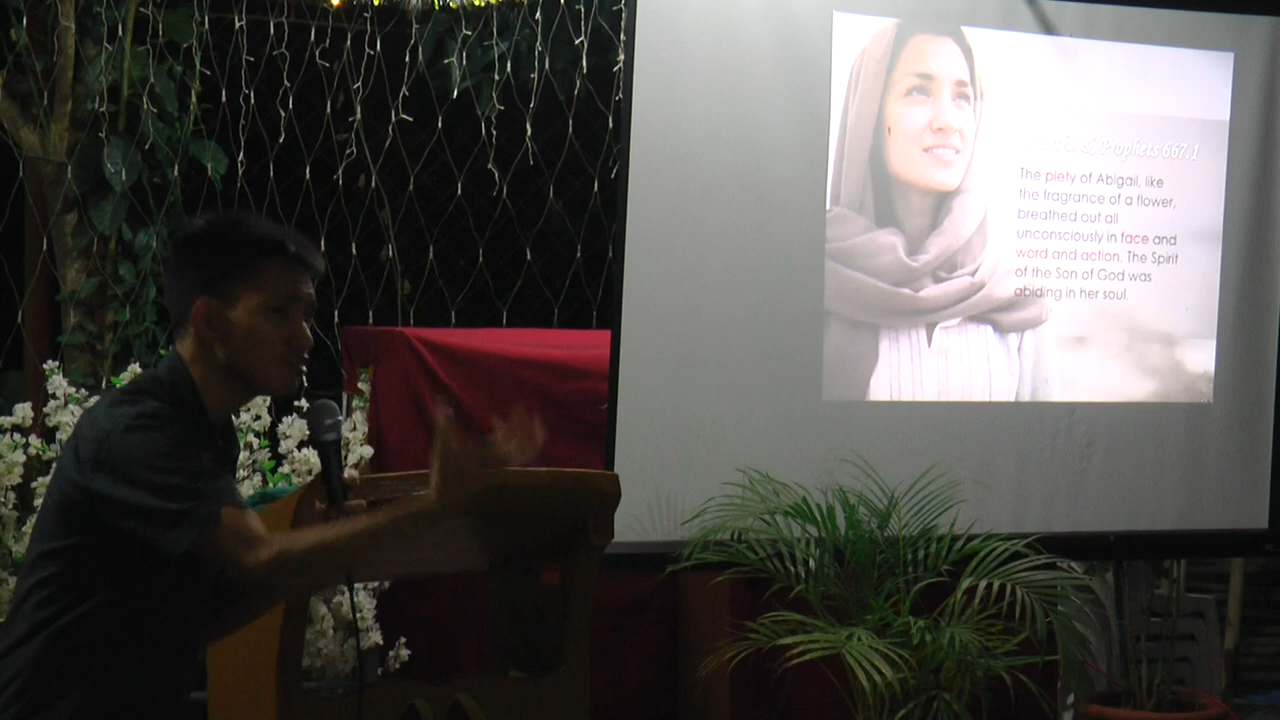 & Prophets 667.1
The piety of Abigail, like
the fragrance of a flower,
breathed out all
unconsciously in face and
word and action. The Spirit
of the Son of God was
abiding in her soul.